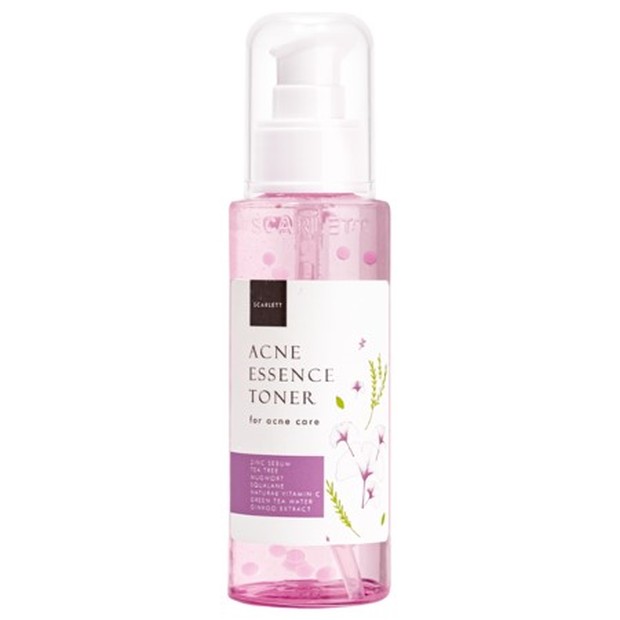 SCARLETT
SCARLETT
ACNE
ESSENCE
TONER
for acne care
ZINC SEBUM
TEA TREE
MUGWORT
SQUALANE
NATURAL VITAMIN C
GREEN TEA WATER
GINKGO EXTRACT